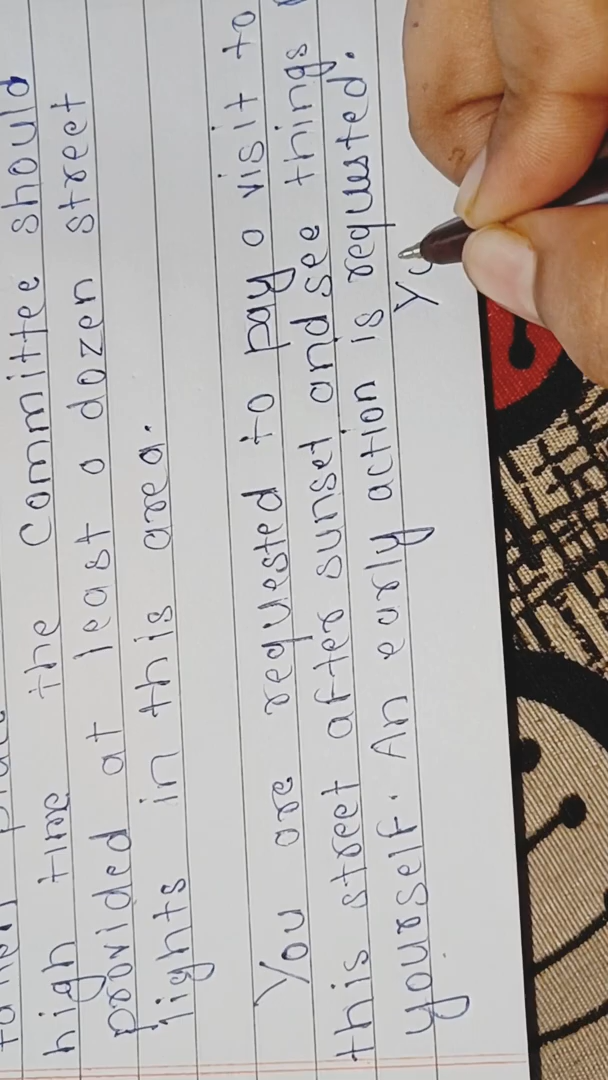 high time the committee should
provided at least a dozen street
lights in this area.
You are requested to pay a visit to
this street after sunset and see things
yourself. An early action is requested.